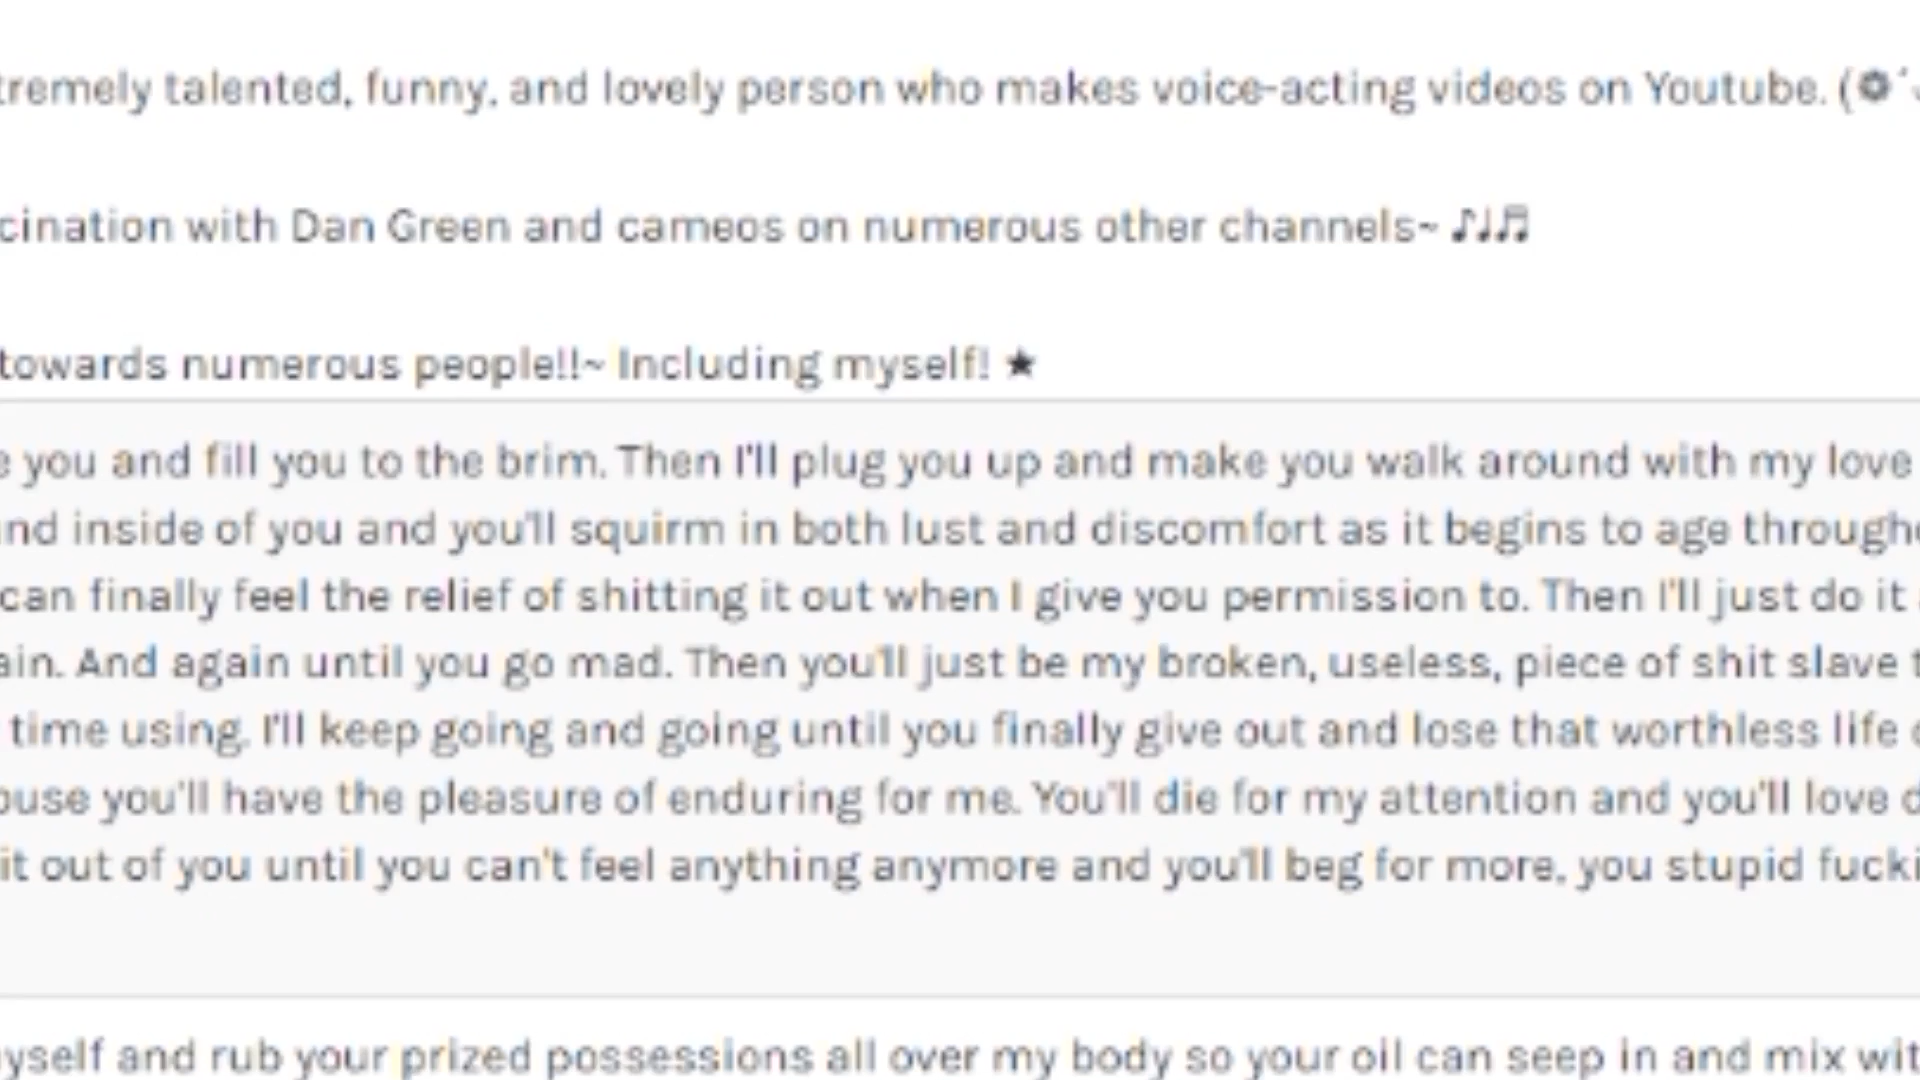 tremely talented, funny, and lovely person who makes voice-acting videos on Youtube. (❁´
cination with Dan Green and cameos on numerous other channels~ ♪♩♬
towards numerous people!!~ Including myself! ★
e you and fill you to the brim. Then I'll plug you up and make you walk around with my love
nd inside of you and you'll squirm in both lust and discomfort as it begins to age througho
can finally feel the relief of shitting it out when I give you permission to. Then I'll just do it
ain. And again until you go mad. Then you'll just be my broken, useless, piece of shit slave t
time using. I'll keep going and going until you finally give out and lose that worthless life
ouse you'll have the pleasure of enduring for me. You'll die for my attention and you'll love d
it out of you until you can't feel anything anymore and you'll beg for more, you stupid fucki
yself and rub your prized possessions all over my body so your oil can seep in and mix wit